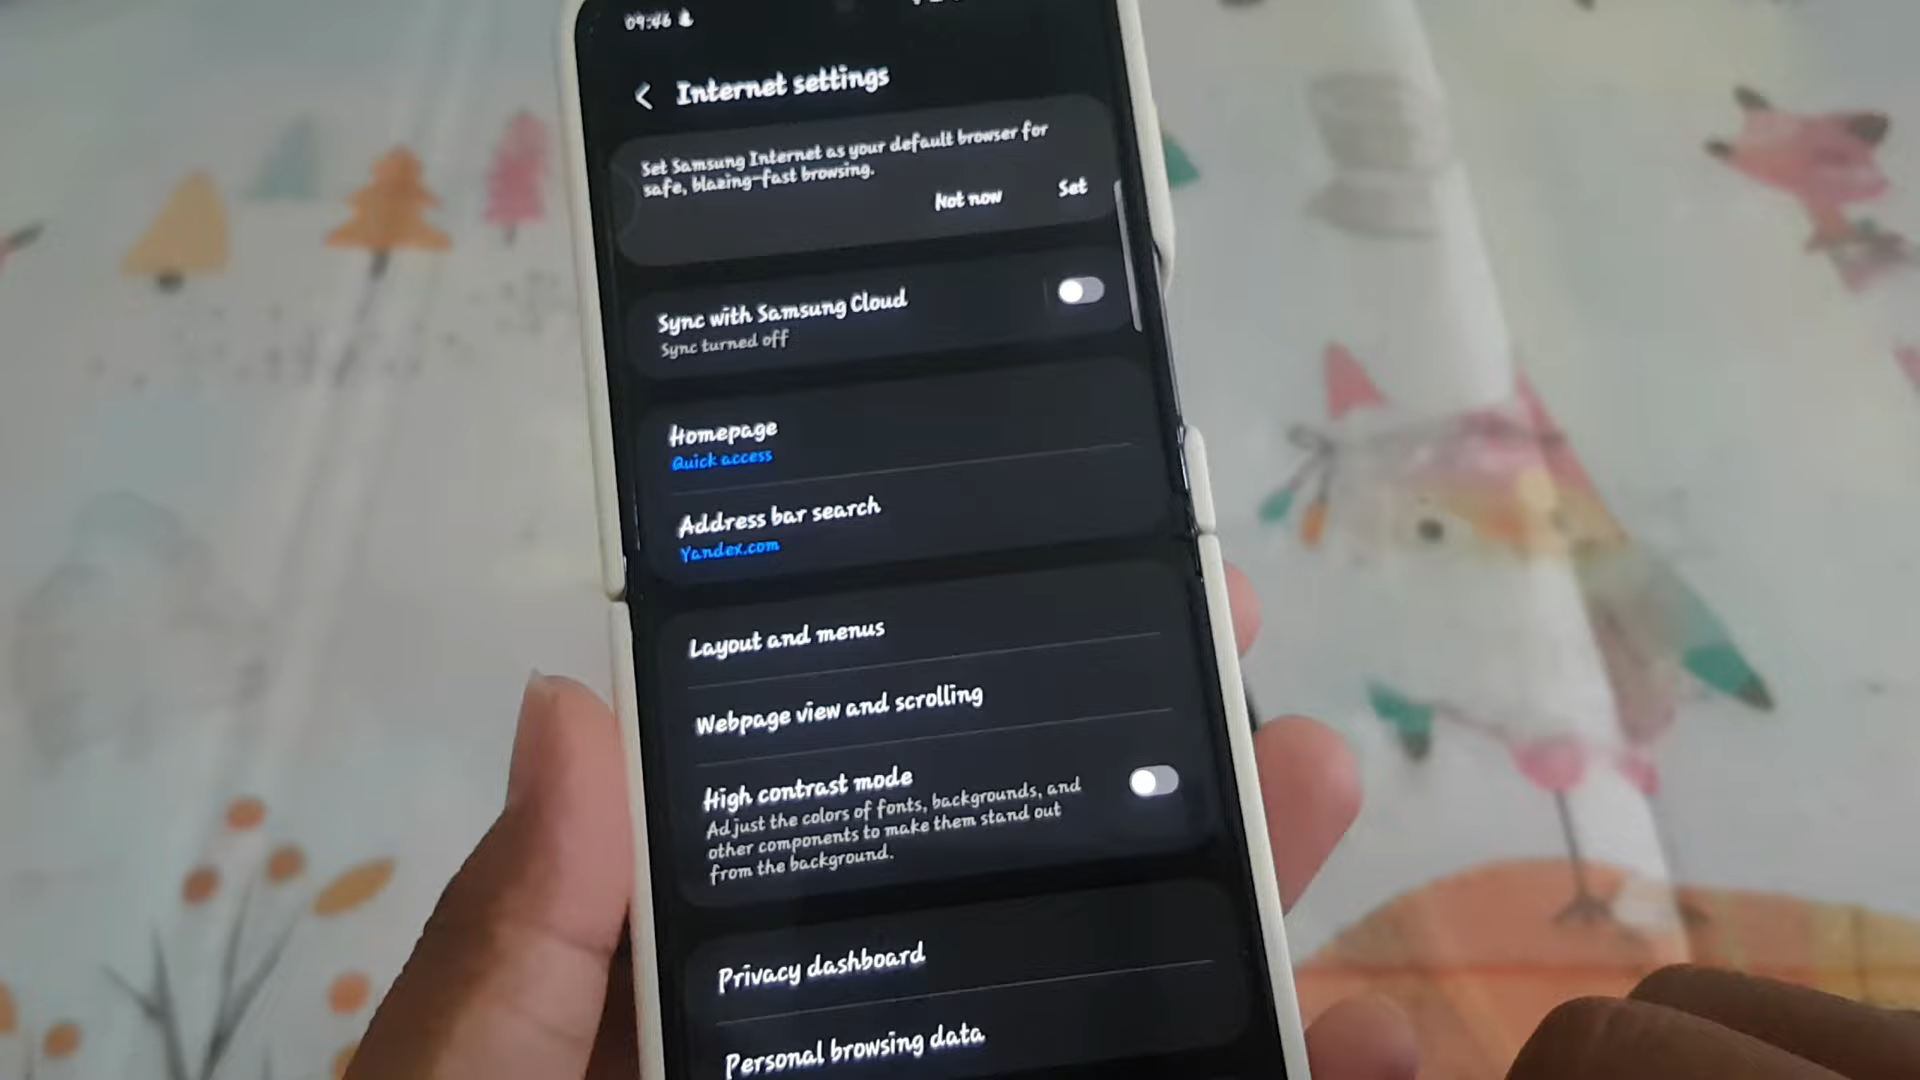 09:46
Internet settings
Set Samsung Internet as your default browser for
safe, blazing-fast browsing.
Not now
Set
Sync with Samsung Cloud
Sync turned off
Homepage
Quick access
Address bar search
Yandex.com
Layout and menus
Webpage view and scrolling
High contrast mode
Adjust the colors of fonts, backgrounds, and
other components to make them stand out
from the background.
Privacy dashboard
Personal browsing data